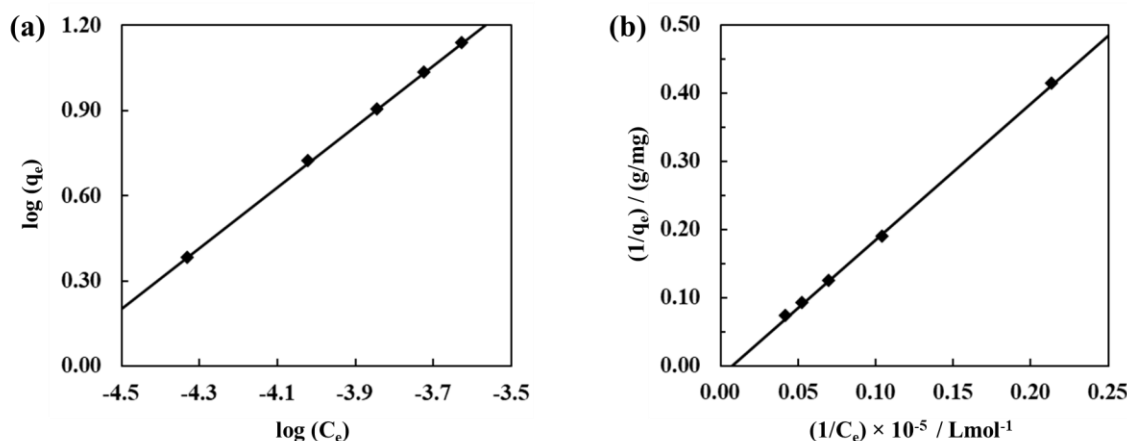 (a)
1.20
0.90
0.60
0.30
0.00
log (qe)
-4.5 -4.3 -4.1 -3.9 -3.7 -3.5
log (Ce)
(b)
0.50
0.40
0.30
0.20
0.10
0.00
(1/qe) / (g/mg)
0.00 0.05 0.10 0.15 0.20 0.25
(1/Ce) × 10-5 / Lmol-1